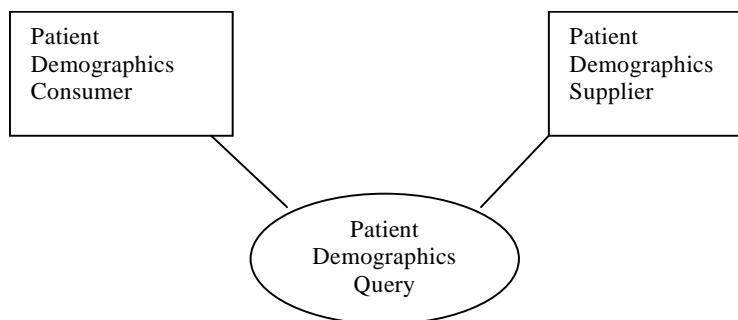 Patient
Demographics
Consumer
Patient
Demographics
Supplier
Patient
Demographics
Query